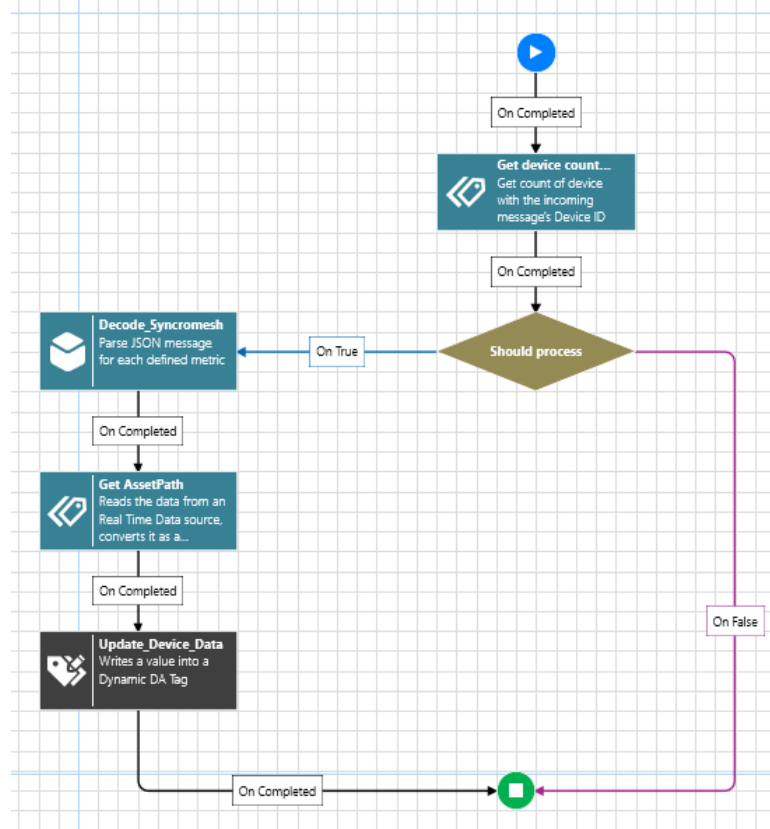 On Completed
Get device count...
Get count of device
with the incoming
message's Device ID
On Completed
Should process
On True
Decode_Syncromesh
Parse JSON message
for each defined metric
On Completed
Get AssetPath
Reads the data from an
Real Time Data source,
converts it as a...
On Completed
On False
Update_Device_Data
Writes a value into a
Dynamic DA Tag
On Completed